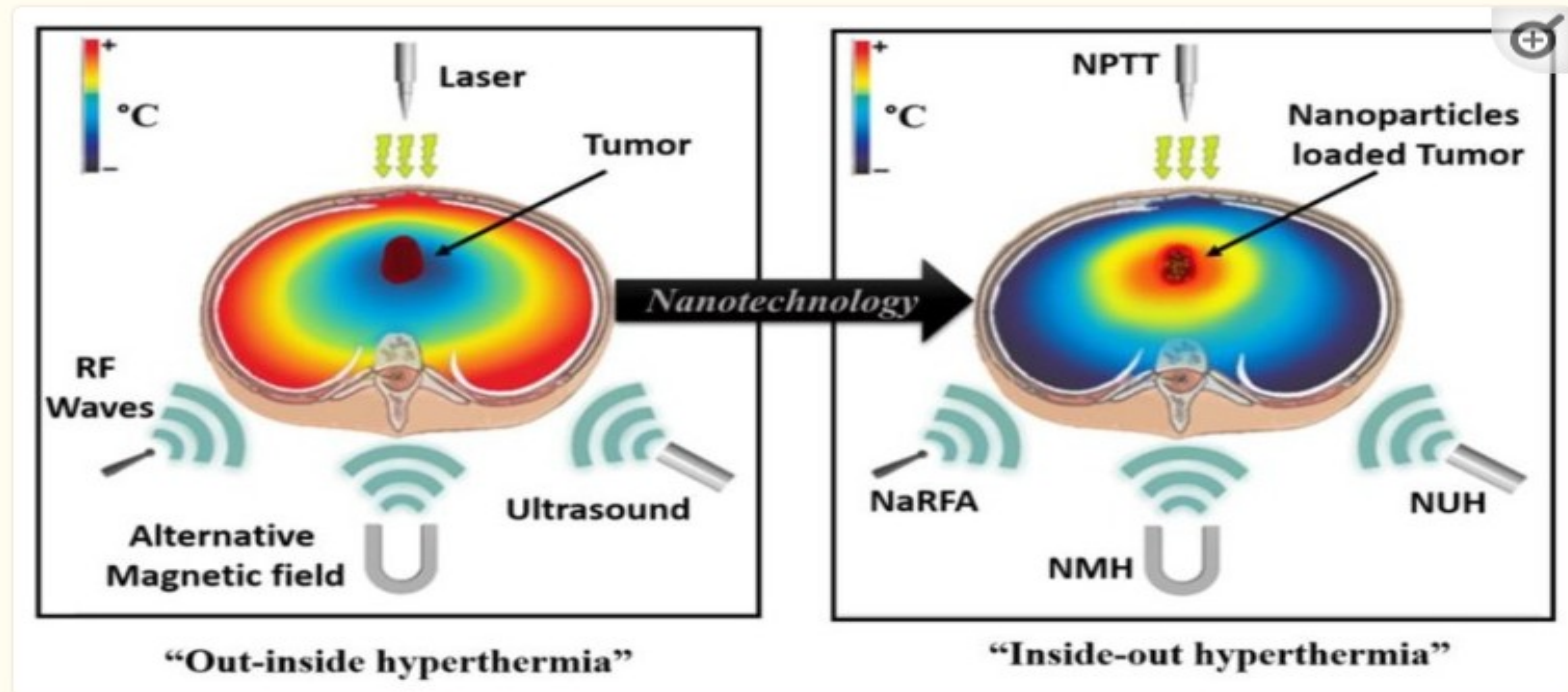 +
°C
–
Laser
Tumor
RF
Waves
Alternative
Magnetic field
Ultrasound
“Out-inside hyperthermia”
Nanotechnology
+
°C
–
NPTT
Nanoparticles
loaded Tumor
NaRFA
NMH
NUH
“Inside-out hyperthermia”